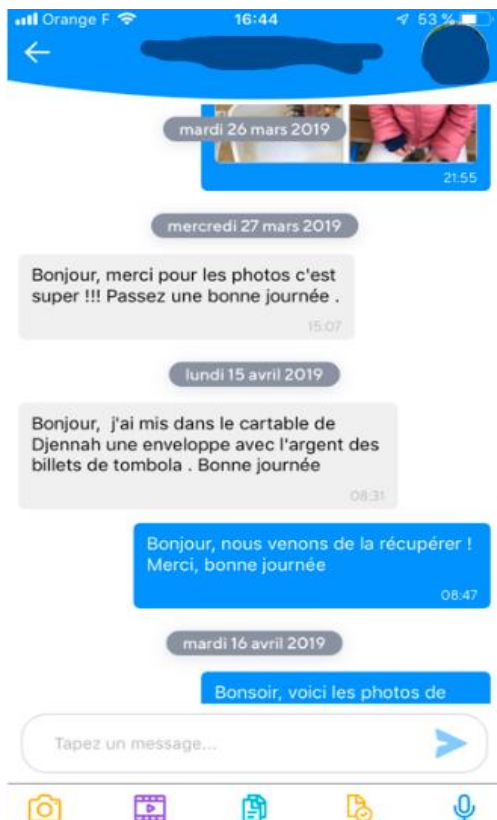 Orange F 16:44 53 %
mardi 26 mars 2019
21:55
mercredi 27 mars 2019
Bonjour, merci pour les photos c'est
super !!! Passez une bonne journée .
15:07
lundi 15 avril 2019
Bonjour, j'ai mis dans le cartable de
Djennah une enveloppe avec l'argent des
billets de tombola . Bonne journée
08:31
Bonjour, nous venons de la récupérer !
Merci, bonne journée
08:47
mardi 16 avril 2019
Bonsoir, voici les photos de
Tapez un message...